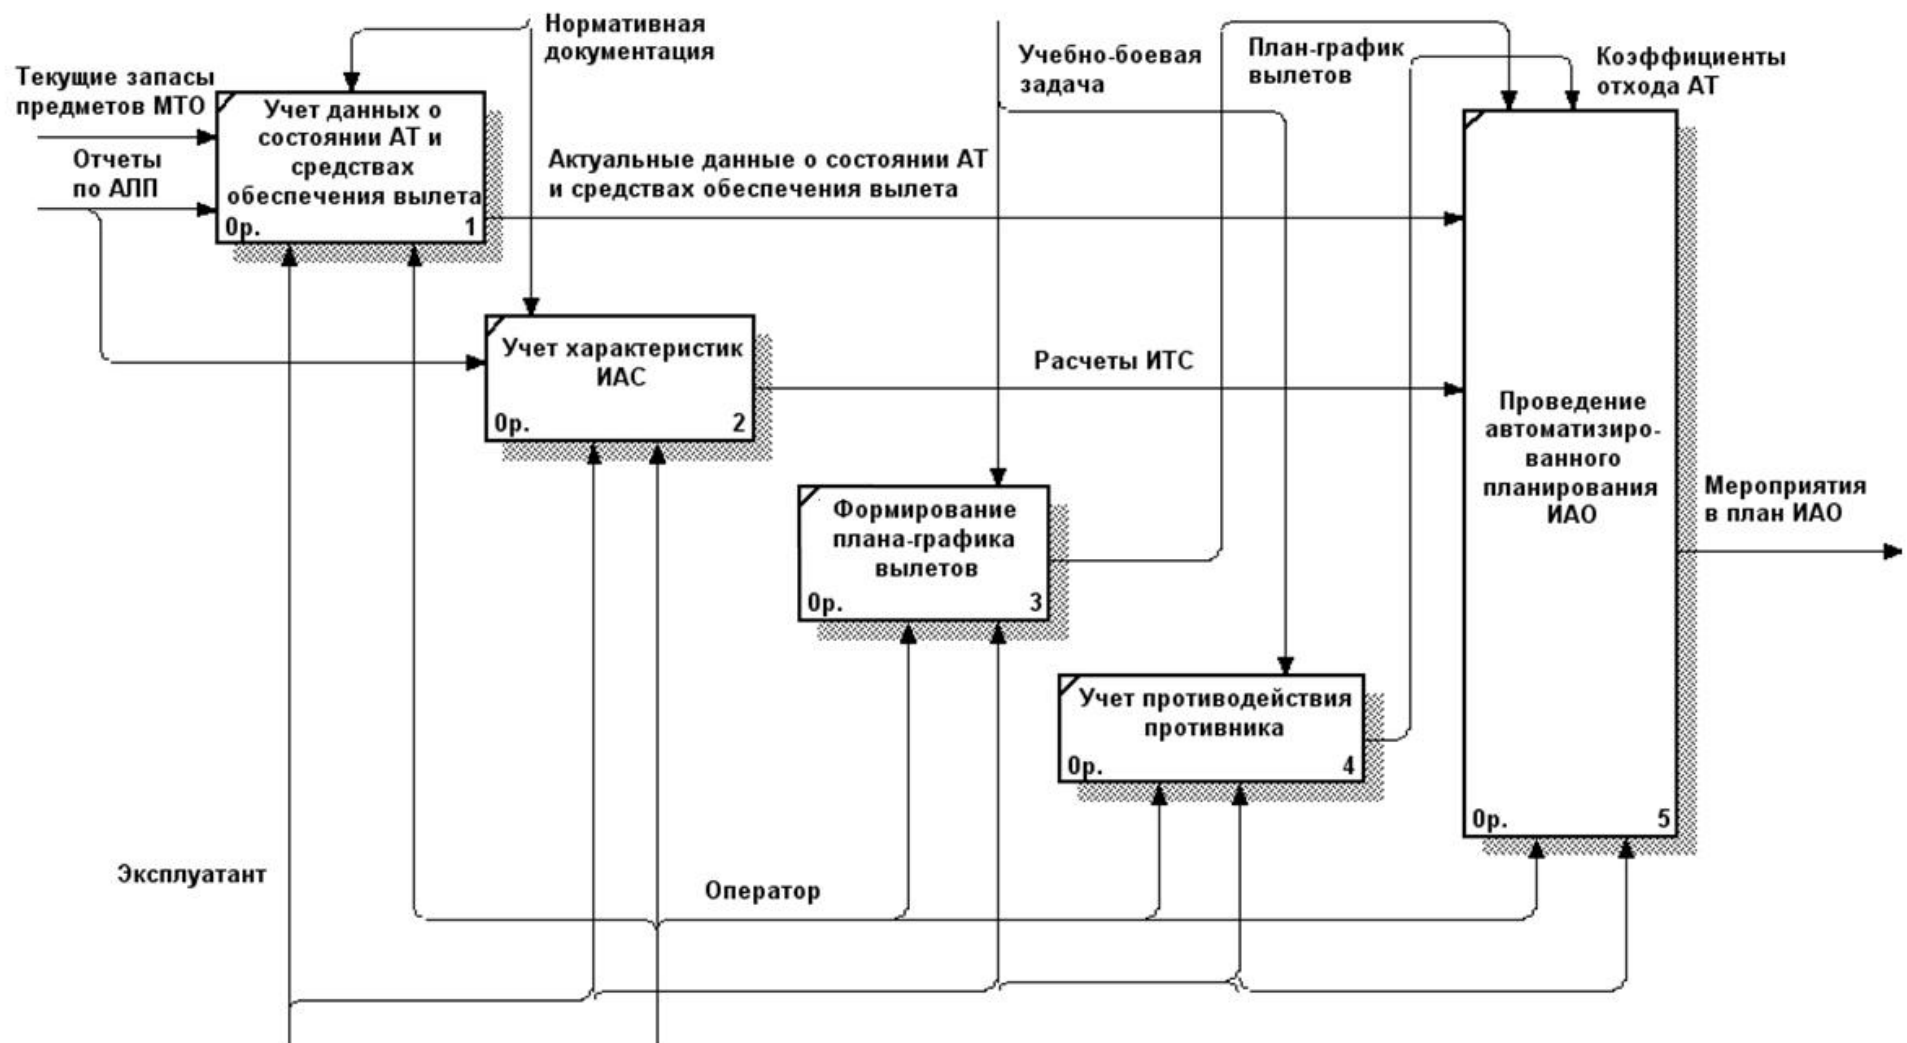 Нормативная
документация
Текущие запасы
предметов МТО
Отчеты
по АЛП
Учет данных о
состоянии АТ и
средствах
обеспечения вылета
0р. 1
Учебно-боевая
задача
План-график
вылетов
Коэффициенты
отхода АТ
Актуальные данные о состоянии АТ
и средствах обеспечения вылета
Учет характеристик
ИАС
0р. 2
Расчеты ИТС
Формирование
плана-графика
вылетов
0р. 3
Учет противодействия
противника
0р. 4
Проведение
автоматизиро-
ванного
планирования
ИАО
0р. 5
Мероприятия
в план ИАО
Эксплуатант
Оператор